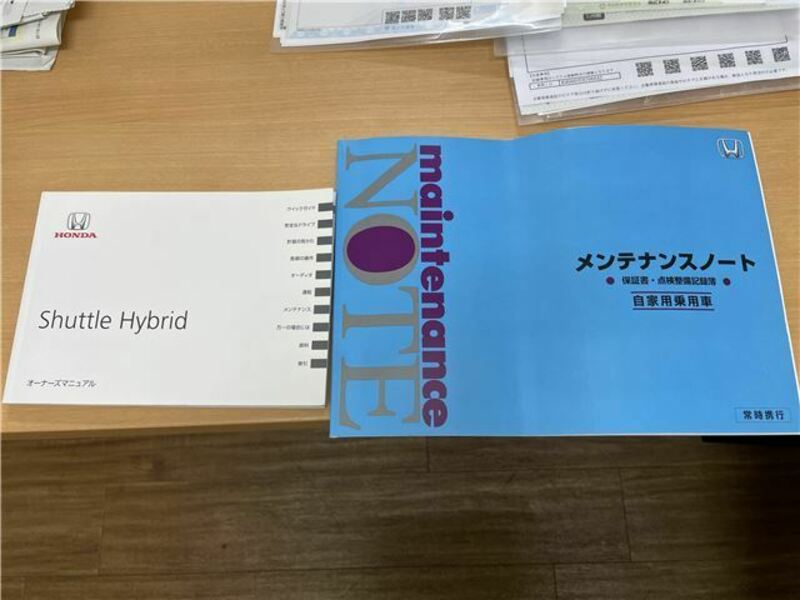 HONDA
Shuttle Hybrid
オーナーズマニュアル
クイックガイド
安全なドライブ
計器の見かた
各部の操作
オーディオ
運転
メンテナンス
万一の場合には
資料
索引
maintenance
NOTE
メンテナンスノート
● 保証書・点検整備記録簿 ●
自家用乗用車
常時携行